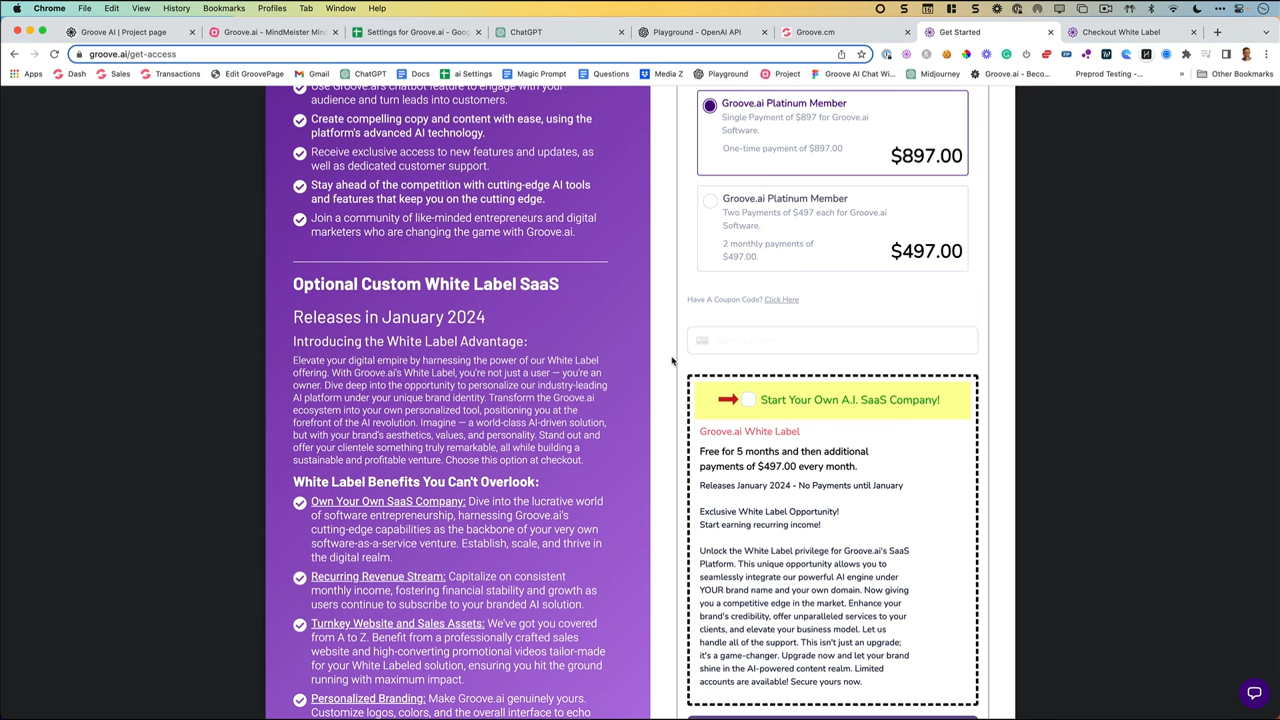 Chrome File Edit View History Bookmarks Profiles Tab Window Help
Groove AI | Project page
Groove.ai - MindMeister Min
Settings for Groove.ai - Goog
ChatGPT
Playground - OpenAI API
Groove.cm
Get Started
Checkout White Label
groove.ai/get-access
Apps Dash Sales Transactions Edit GroovePage Gmail ChatGPT Docs ai Settings Magic Prompt Questions Media Z Playground Project Groove AI Chat Wi... Midjourney Groove.ai - Beco... Preprod Testing -... Other Bookmarks
Use Groove.ai's chatbot feature to engage with your
audience and turn leads into customers.
Create compelling copy and content with ease, using the
platform's advanced AI technology.
Receive exclusive access to new features and updates, as
well as dedicated customer support.
Stay ahead of the competition with cutting-edge AI tools
and features that keep you on the cutting edge.
Join a community of like-minded entrepreneurs and digital
marketers who are changing the game with Groove.ai.
Optional Custom White Label SaaS
Releases in January 2024
Introducing the White Label Advantage:
Elevate your digital empire by harnessing the power of our White Label
offering. With Groove.ai's White Label, you're not just a user — you're an
owner. Dive deep into the opportunity to personalize our industry-leading
AI platform under your unique brand identity. Transform the Groove.ai
ecosystem into your own personalized tool, positioning you at the
forefront of the AI revolution. Imagine — a world-class AI-driven solution,
but with your brand's aesthetics, values, and personality. Stand out and
offer your clientele something truly remarkable, all while building a
sustainable and profitable venture. Choose this option at checkout.
White Label Benefits You Can't Overlook:
Own Your Own SaaS Company: Dive into the lucrative world
of software entrepreneurship, harnessing Groove.ai's
cutting-edge capabilities as the backbone of your very own
software-as-a-service venture. Establish, scale, and thrive in
the digital realm.
Recurring Revenue Stream: Capitalize on consistent
monthly income, fostering financial stability and growth as
users continue to subscribe to your branded AI solution.
Turnkey Website and Sales Assets: We've got you covered
from A to Z. Benefit from a professionally crafted sales
website and high-converting promotional videos tailor-made
for your White Labeled solution, ensuring you hit the ground
running with maximum impact.
Personalized Branding: Make Groove.ai genuinely yours.
Customize logos, colors, and the overall interface to echo
Groove.ai Platinum Member
Single Payment of $897 for Groove.ai
Software.
One-time payment of $897.00
$897.00
Groove.ai Platinum Member
Two Payments of $497 each for Groove.ai
Software.
2 monthly payments of
$497.00.
$497.00
Have A Coupon Code? Click Here
Card number
Start Your Own A.I. SaaS Company!
Groove.ai White Label
Free for 5 months and then additional
payments of $497.00 every month.
Releases January 2024 - No Payments until January
Exclusive White Label Opportunity!
Start earning recurring income!
Unlock the White Label privilege for Groove.ai's SaaS
Platform. This unique opportunity allows you to
seamlessly integrate our powerful AI engine under
YOUR brand name and your own domain. Now giving
you a competitive edge in the market. Enhance your
brand's credibility, offer unparalleled services to your
clients, and elevate your business model. Let us
handle all of the support. This isn't just an upgrade;
it's a game-changer. Upgrade now and let your brand
shine in the AI-powered content realm. Limited
accounts are available! Secure yours now.